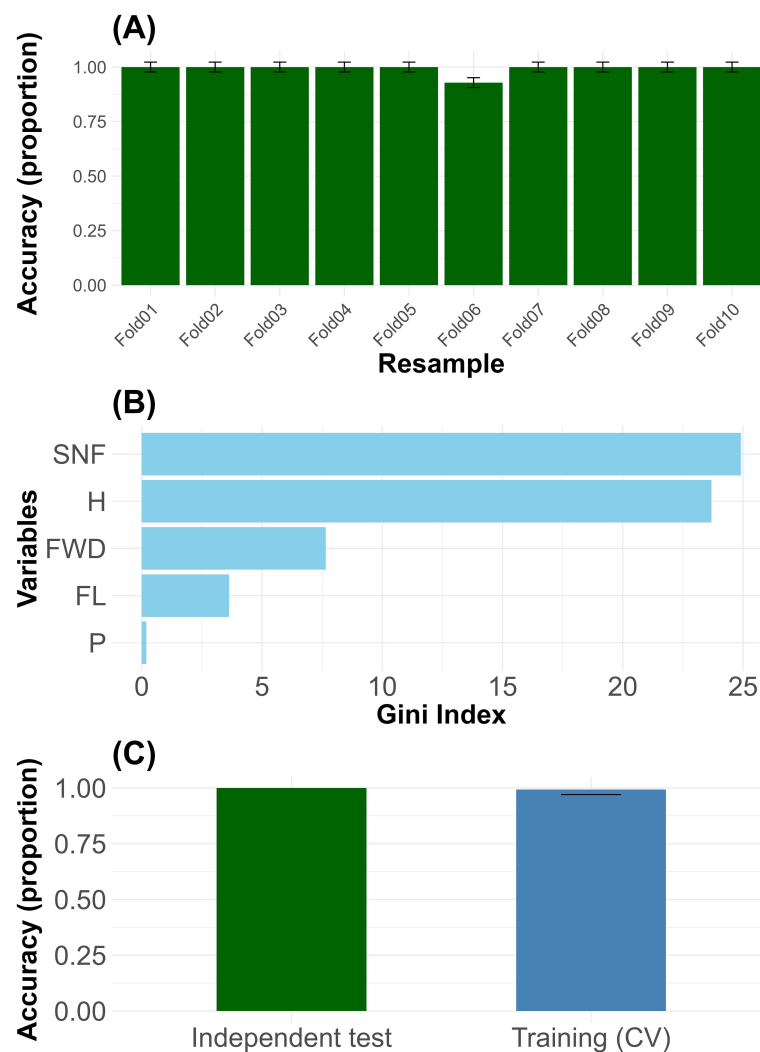 (A)
Accuracy (proportion)
1.00
0.75
0.50
0.25
0.00
Fold01
Fold02
Fold03
Fold04
Fold05
Fold06
Fold07
Fold08
Fold09
Fold10
Resample
(B)
Variables
SNF
H
FWD
FL
P
0 5 10 15 20 25
Gini Index
(C)
Accuracy (proportion)
1.00
0.75
0.50
0.25
0.00
Independent test
Training (CV)